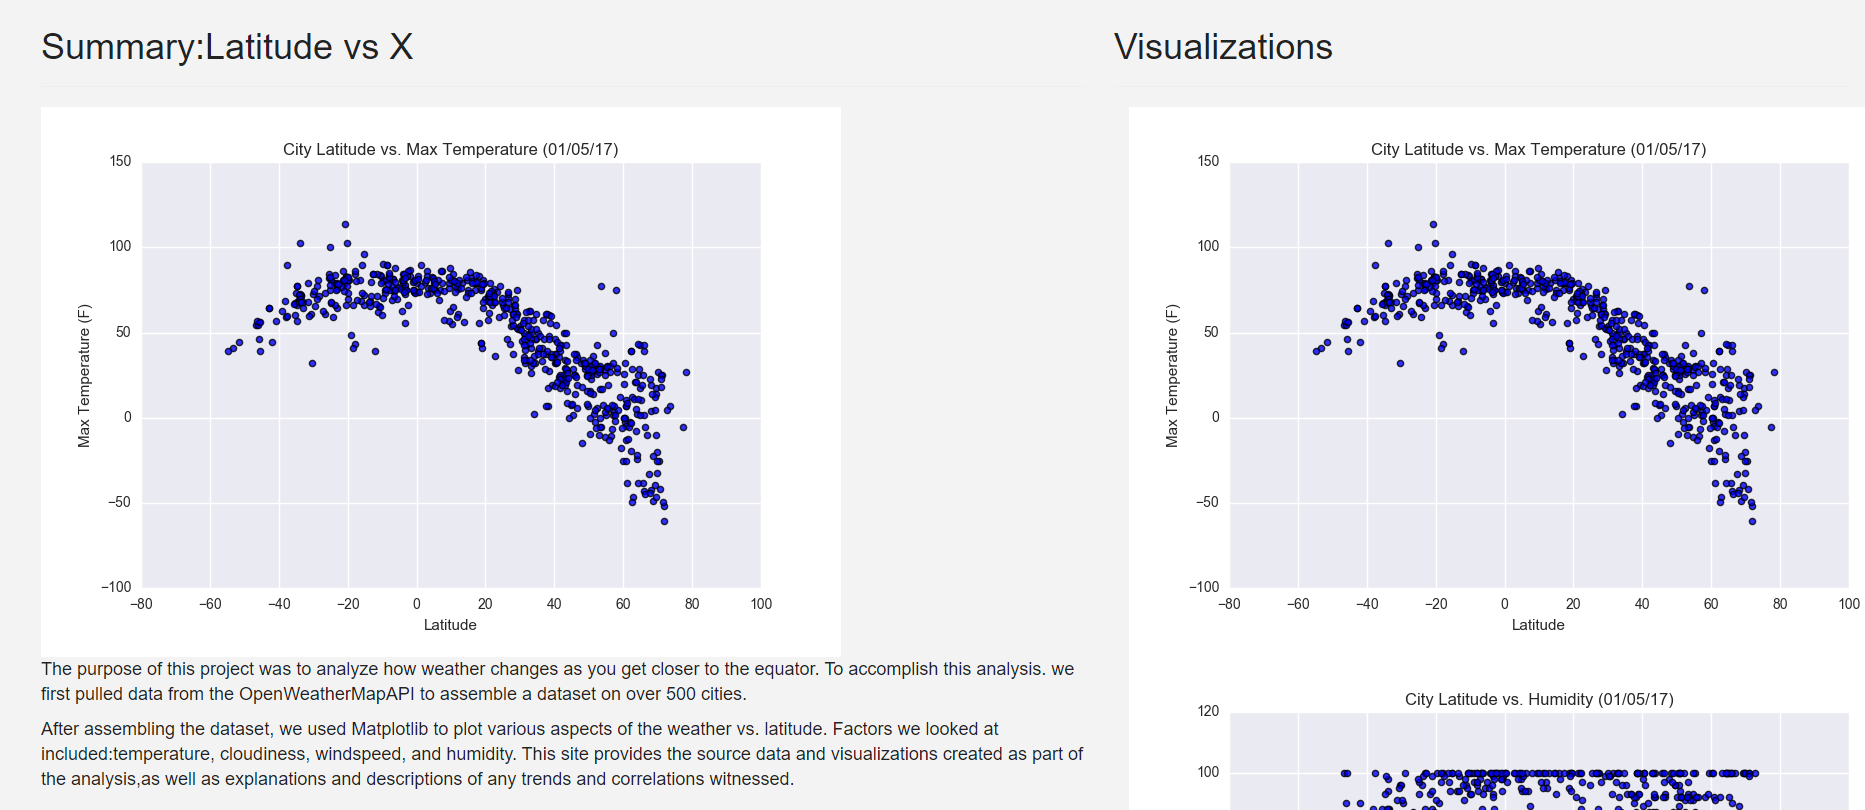 Summary:Latitude vs X
City Latitude vs. Max Temperature (01/05/17)
150
100
50
0
−50
−100
Max Temperature (F)
−80 −60 −40 −20 0 20 40 60 80 100
Latitude
The purpose of this project was to analyze how weather changes as you get closer to the equator. To accomplish this analysis. we
first pulled data from the OpenWeatherMapAPI to assemble a dataset on over 500 cities.
After assembling the dataset, we used Matplotlib to plot various aspects of the weather vs. latitude. Factors we looked at
included:temperature, cloudiness, windspeed, and humidity. This site provides the source data and visualizations created as part of
the analysis,as well as explanations and descriptions of any trends and correlations witnessed.
Visualizations
City Latitude vs. Max Temperature (01/05/17)
150
100
50
0
−50
−100
Max Temperature (F)
−80 −60 −40 −20 0 20 40 60 80 100
Latitude
City Latitude vs. Humidity (01/05/17)
120
100